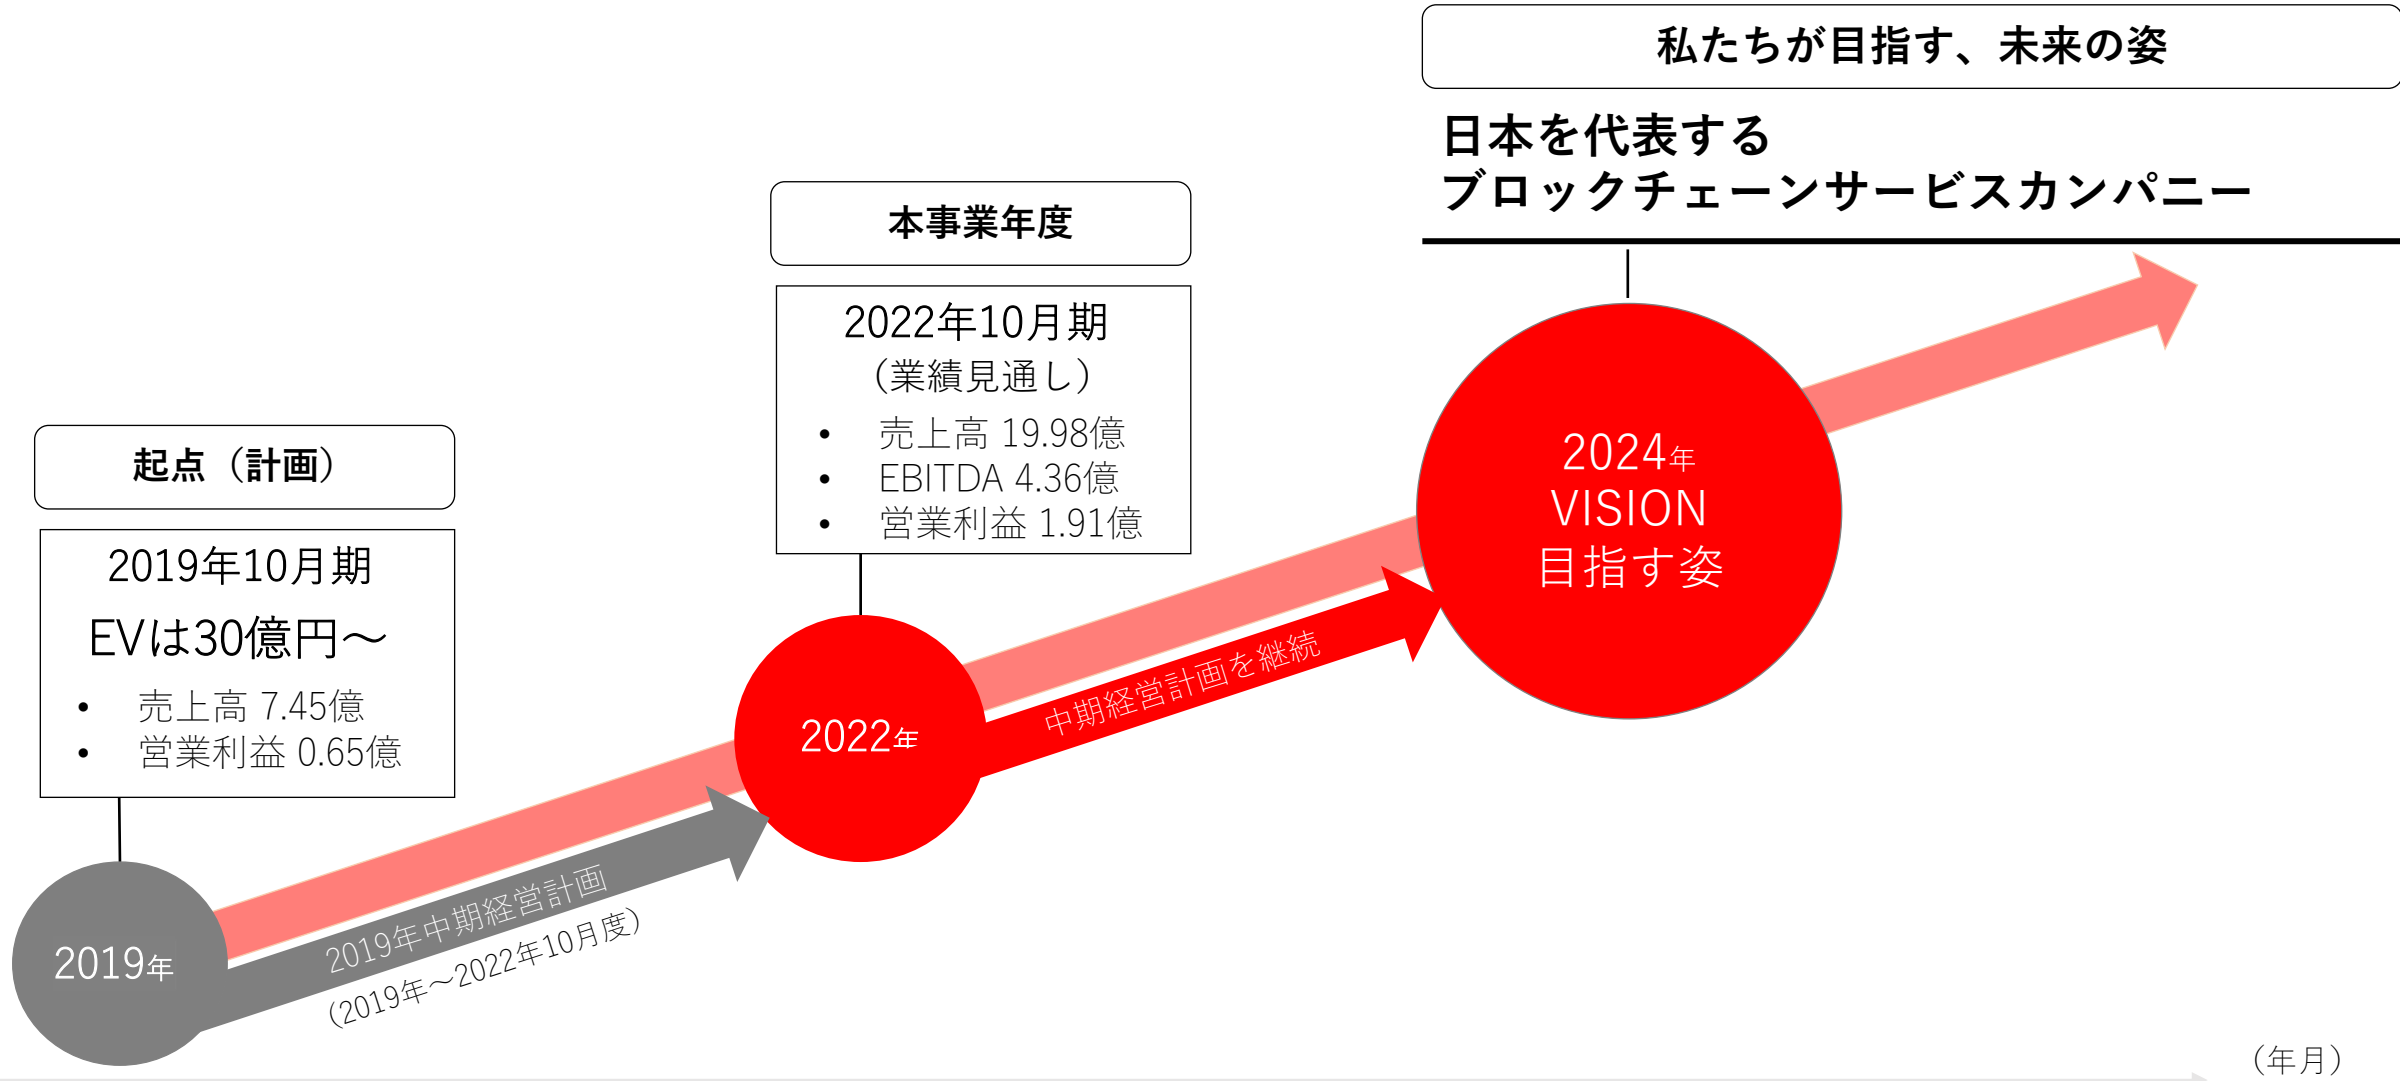 起点（計画）
2019年10月期
EVは30億円～
• 売上高 7.45億
• 営業利益 0.65億
2019年
2019年中期経営計画
（2019年～2022年10月度）
本事業年度
2022年10月期
（業績見通し）
• 売上高 19.98億
• EBITDA 4.36億
• 営業利益 1.91億
2022年
中期経営計画を継続
私たちが目指す、未来の姿
日本を代表する
ブロックチェーンサービスカンパニー
2024年
VISION
目指す姿
（年月）